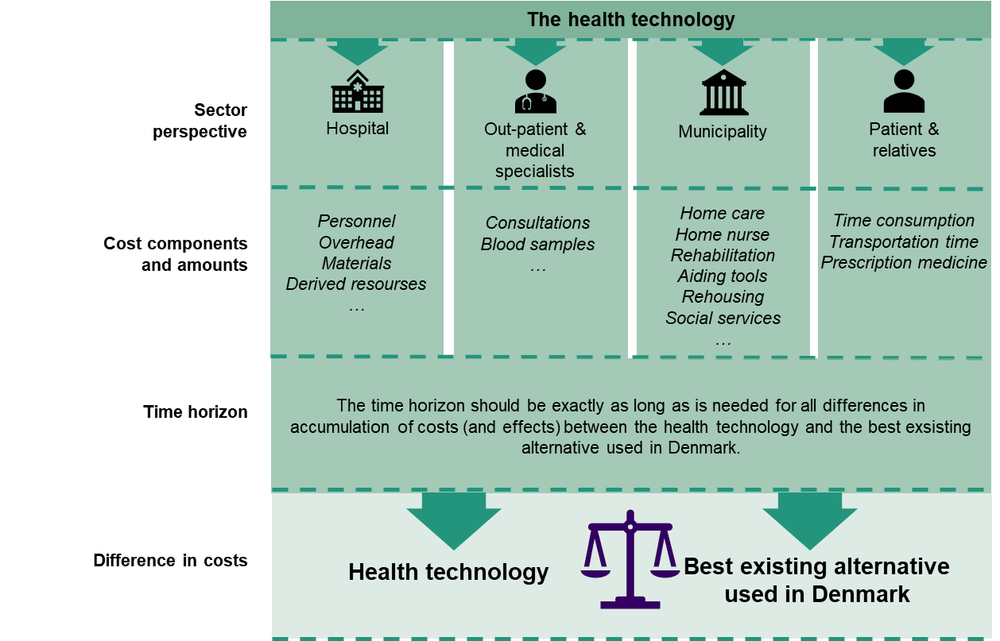 The health technology
Sector
perspective
Hospital
Out-patient &
medical
specialists
Municipality
Patient &
relatives
Cost components
and amounts
Personnel
Overhead
Materials
Derived resourses
…
Consultations
Blood samples
…
Home care
Home nurse
Rehabilitation
Aiding tools
Rehousing
Social services
…
Time consumption
Transportation time
Prescription medicine
Time horizon
The time horizon should be exactly as long as is needed for all differences in
accumulation of costs (and effects) between the health technology and the best exsisting
alternative used in Denmark.
Difference in costs
Health technology
Best existing alternative
used in Denmark